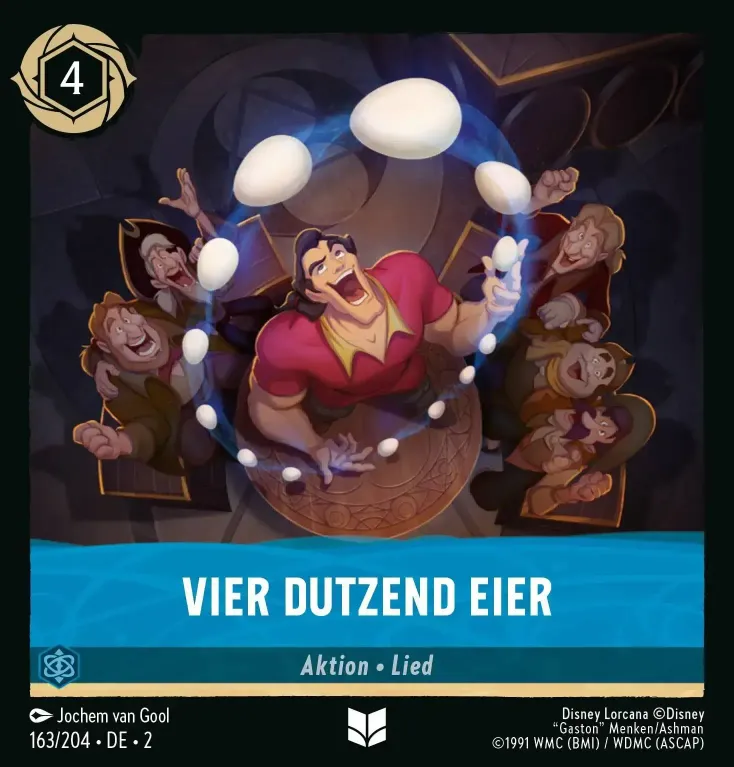 4
VIER DUTZEND EIER
Aktion • Lied
Jochem van Gool
163/204 • DE • 2
Disney Lorcana ©Disney
“Gaston” Menken/Ashman
©1991 WMC (BMI) / WDMC (ASCAP)